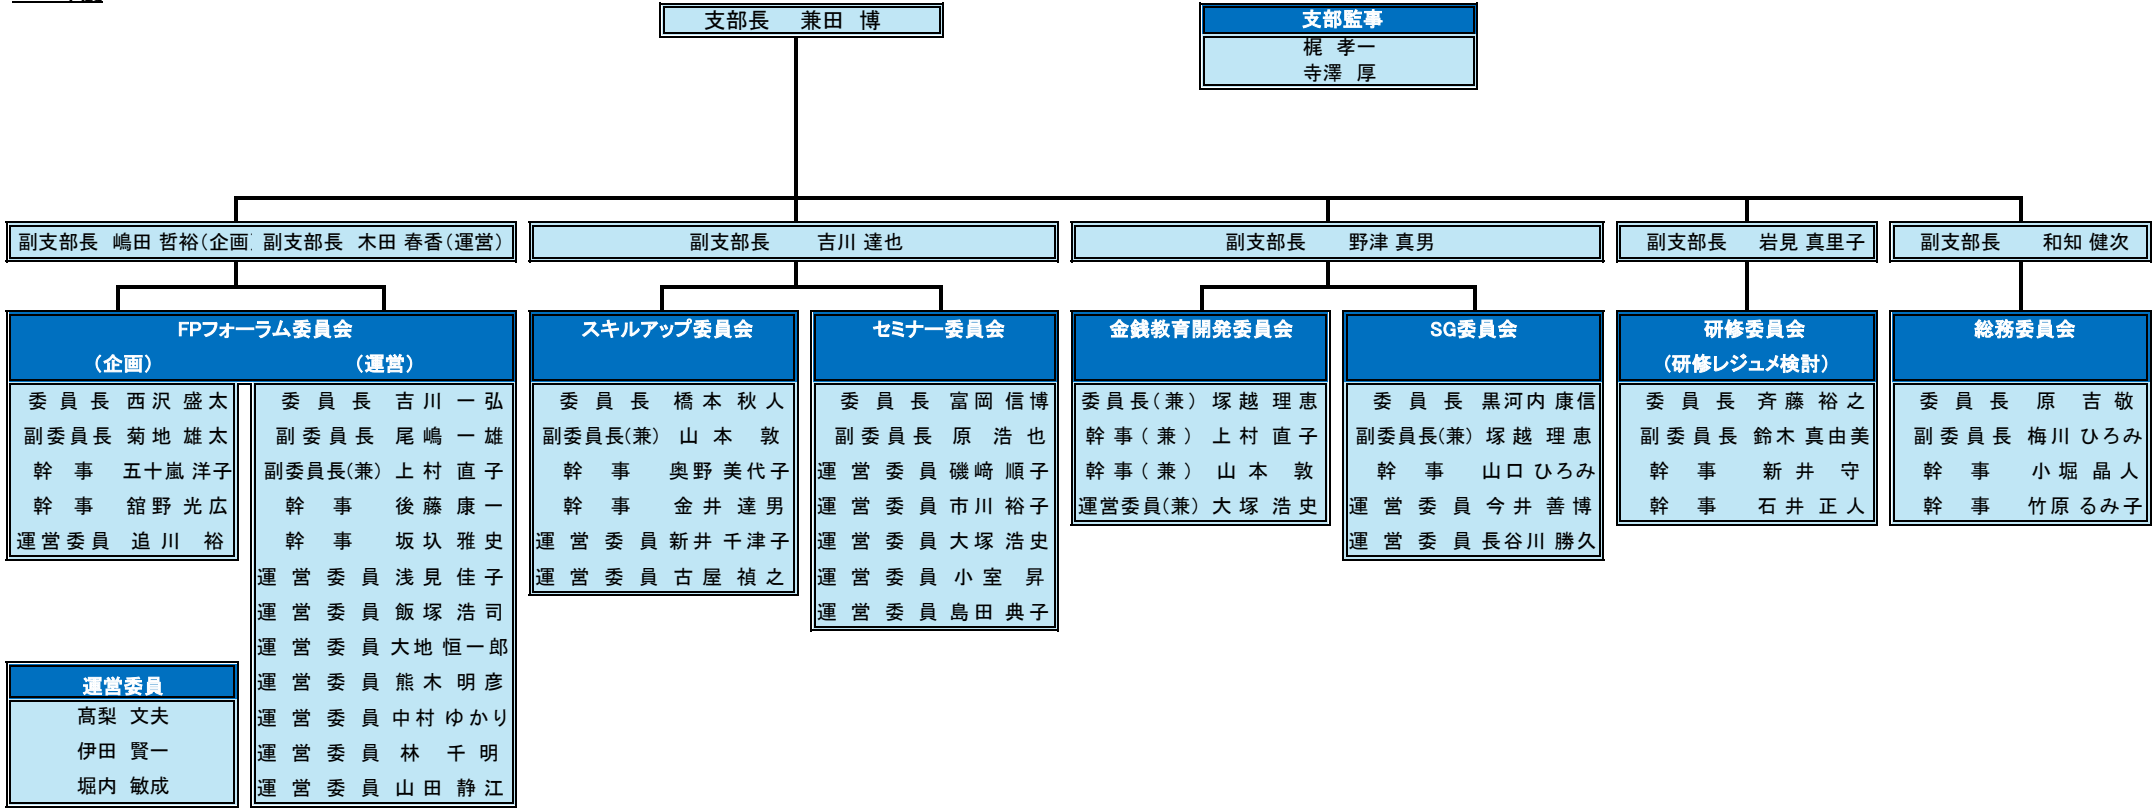 支部長　兼田　博
支部監事
梶　孝一
寺澤　厚
副支部長　嶋田 哲裕（企画
副支部長　木田 春香（運営）
副支部長　吉川 達也
副支部長　野津 真男
副支部長　岩見 真里子
副支部長　和知 健次
FPフォーラム委員会
（企画）　（運営）
委員長　西沢 盛太
副委員長　菊地 雄太
幹事　五十嵐 洋子
幹事　舘野 光広
運営委員　追川 裕
委員長　吉川 一弘
副委員長　尾嶋 一雄
副委員長(兼)　上村 直子
幹事　後藤 康一
幹事　坂圦 雅史
運営委員　浅見 佳子
運営委員　飯塚 浩司
運営委員　大地 恒一郎
運営委員　熊木 明彦
運営委員　中村 ゆかり
運営委員　林 千明
運営委員　山田 静江
運営委員
髙梨　文夫
伊田　賢一
堀内　敏成
スキルアップ委員会
委員長　橋本 秋人
副委員長(兼)　山本 敦
幹事　奥野 美代子
幹事　金井 達男
運営委員　新井 千津子
運営委員　古屋 禎之
セミナー委員会
委員長　富岡 信博
副委員長　原 浩也
運営委員　磯﨑 順子
運営委員　市川 裕子
運営委員　大塚 浩史
運営委員　小室 昇
運営委員　島田 典子
金銭教育開発委員会
委員長(兼)　塚越 理恵
幹事(兼)　上村 直子
幹事(兼)　山本 敦
運営委員(兼)　大塚 浩史
SG委員会
委員長　黒河内 康信
副委員長(兼)　塚越 理恵
幹事　山口 ひろみ
運営委員　今井 善博
運営委員　長谷川 勝久
研修委員会
（研修レジュメ検討）
委員長　斉藤 裕之
副委員長　鈴木 真由美
幹事　新井 守
幹事　石井 正人
総務委員会
委員長　原 吉敬
副委員長　梅川 ひろみ
幹事　小堀 晶人
幹事　竹原 るみ子